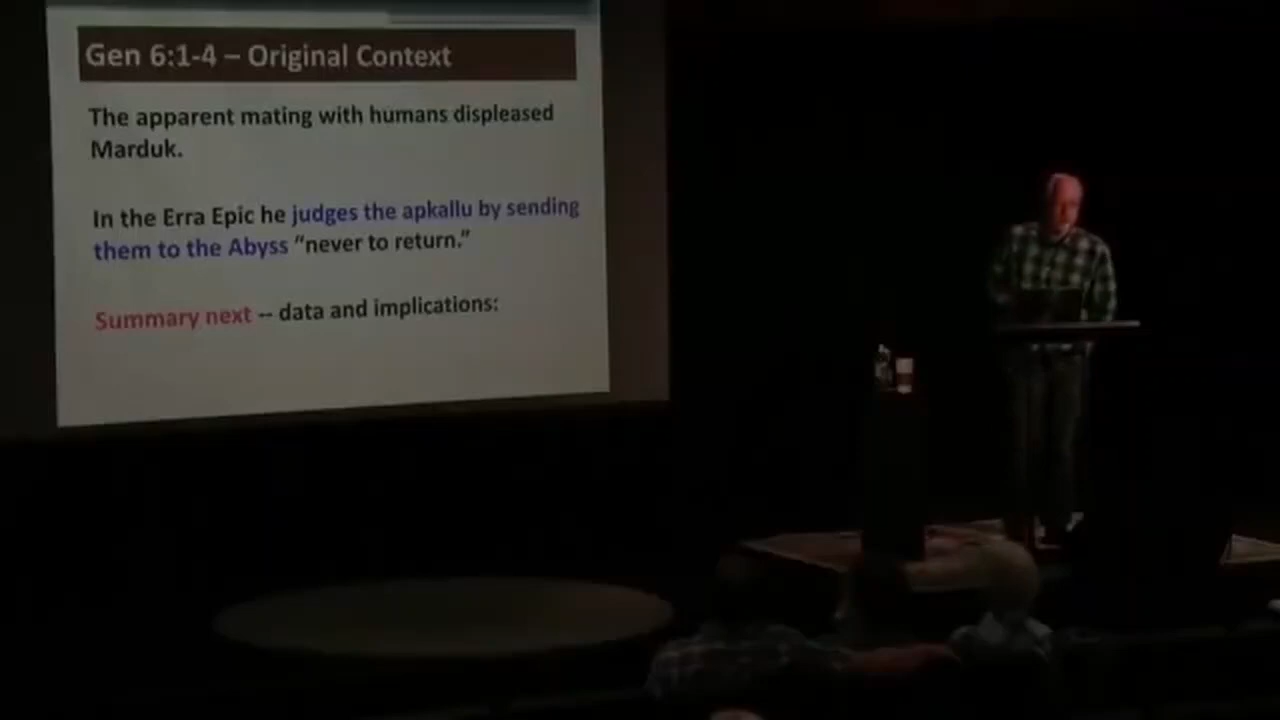 Gen 6:1-4 – Original Context
The apparent mating with humans displeased
Marduk.
In the Erra Epic he judges the apkallu by sending
them to the Abyss “never to return.”
Summary next -- data and implications: